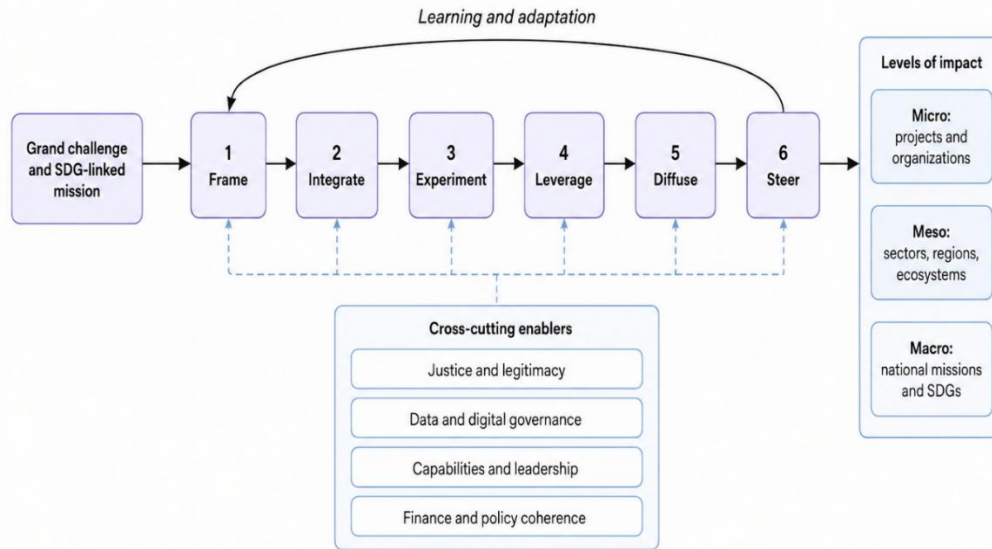 Learning and adaptation
Grand challenge
and SDG-linked
mission
1
Frame
2
Integrate
3
Experiment
4
Leverage
5
Diffuse
6
Steer
Levels of impact
Micro:
projects and
organizations
Meso:
sectors, regions,
ecosystems
Macro:
national missions
and SDGs
Cross-cutting enablers
Justice and legitimacy
Data and digital governance
Capabilities and leadership
Finance and policy coherence